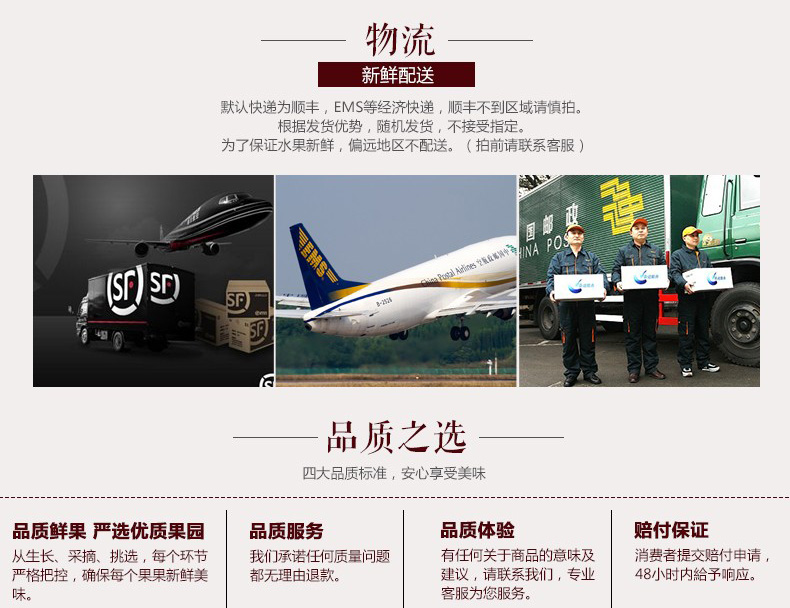 物流
新鲜配送
默认快递为顺丰，EMS等经济快递，顺丰不到区域请慎拍。
根据发货优势，随机发货，不接受指定。
为了保证水果新鲜，偏远地区不配送。（拍前请联系客服）
SF
SF
SF
SF
EMS
China Postal Airlines 中国邮政航空
国邮政
HINA POS
品质之选
四大品质标准，安心享受美味
品质鲜果 严选优质果园
从生长、采摘、挑选，每个环节
严格把控，确保每个果果新鲜美
味。
品质服务
我们承诺任何质量问题
都无理由退款。
品质体验
有任何关于商品的意味及
建议，请联系我们，专业
客服为您服务。
赔付保证
消费者提交赔付申请，
48小时内給予响应。